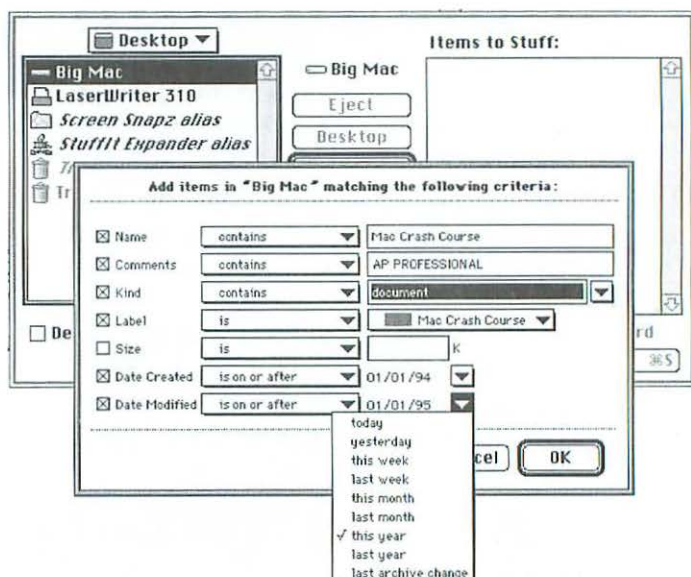 Desktop
Items to Stuff:
Big Mac
Big Mac
LaserWriter 310
Eject
Screen Snapz alias
Desktop
StuffIt Expander alias
Tr
Add items in "Big Mac" matching the following criteria:
Name contains Mac Crash Course
Comments contains AP PROFESSIONAL
Kind contains document
Label is Mac Crash Course
De
rd
Size is K
⌘S
Date Created is on or after 01/01/94
Date Modified is on or after 01/01/95
today
yesterday
this week
cel OK
last week
this month
last month
√ this year
last year
last archive change